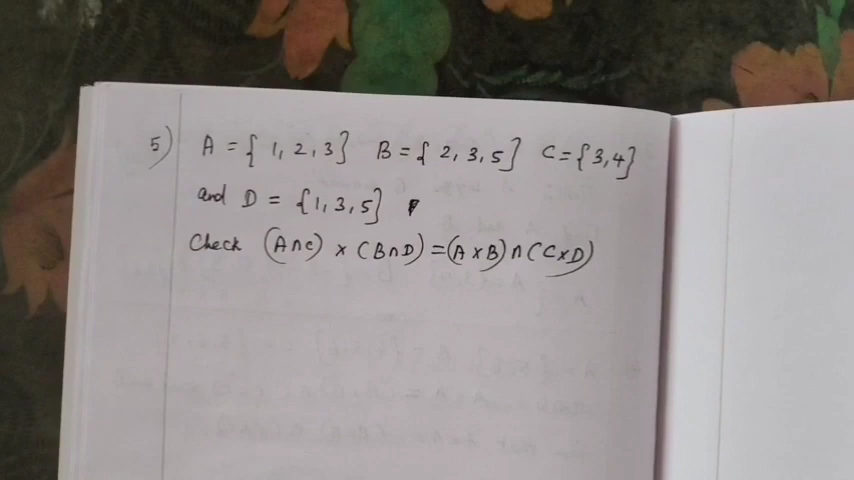 5) A = { 1, 2, 3 } B = { 2, 3, 5 } C = {3,4}
and D = {1, 3, 5}
Check (A∩C) × (B∩D) = (A×B)∩(C×D)